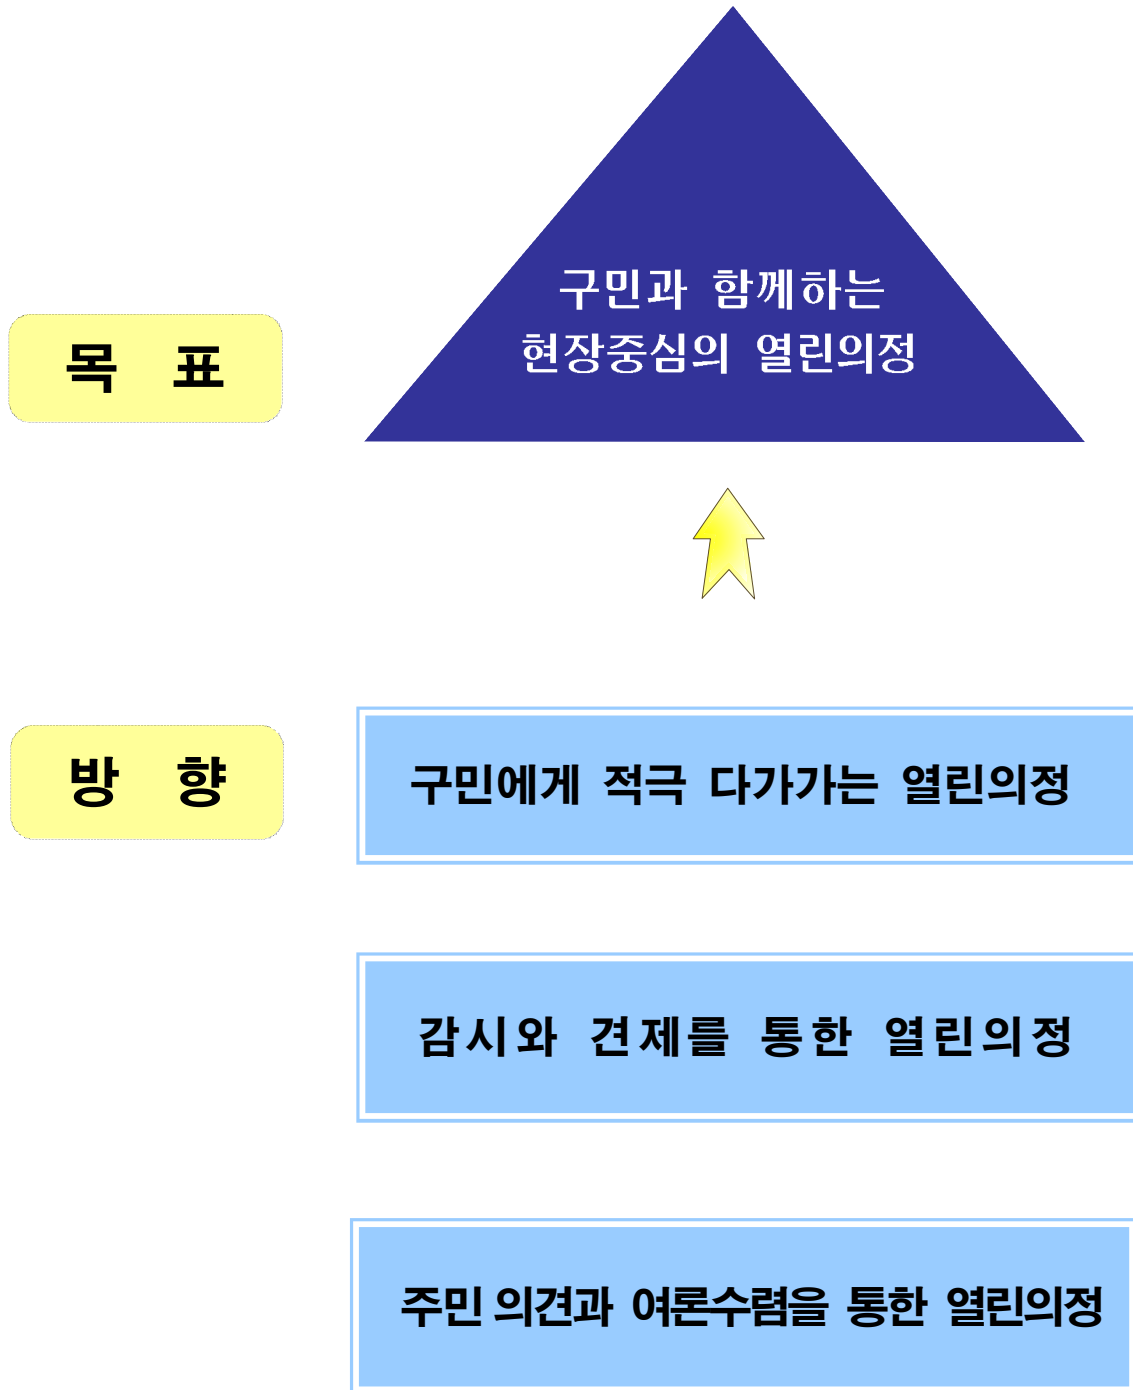 구민과 함께하는
현장중심의 열린의정
목 표
방 향
구민에게 적극 다가가는 열린의정
감시와 견제를 통한 열린의정
주민 의견과 여론수렴을 통한 열린의정